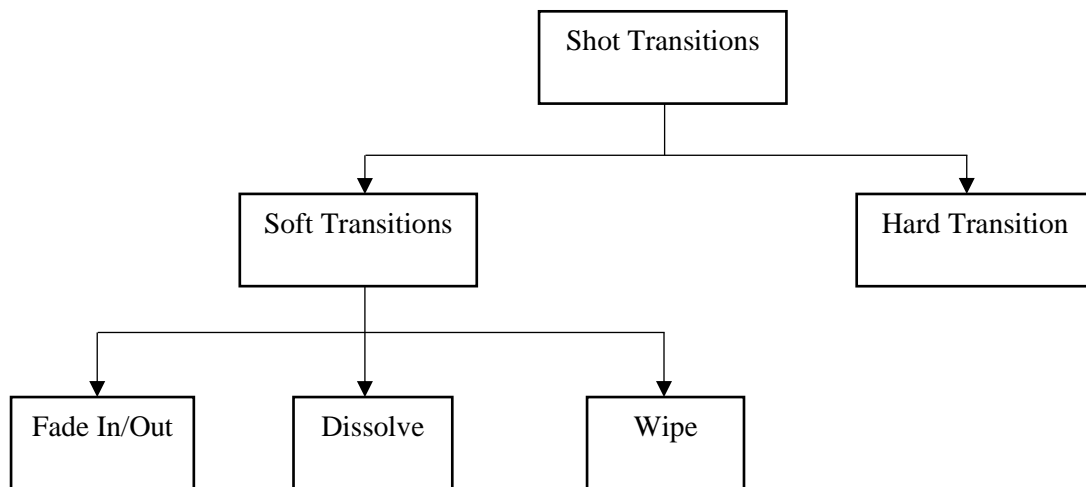 Shot Transitions
Soft Transitions
Hard Transition
Fade In/Out
Dissolve
Wipe